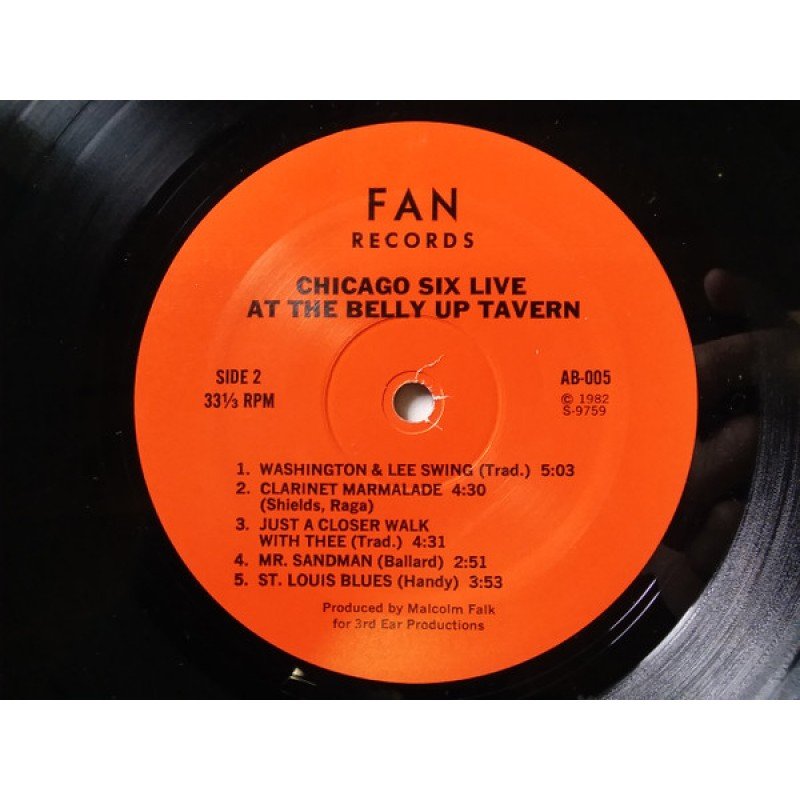 FAN
RECORDS
CHICAGO SIX LIVE
AT THE BELLY UP TAVERN
SIDE 2
33⅓ RPM
AB-005
© 1982
S-9759
1. WASHINGTON & LEE SWING (Trad.) 5:03
2. CLARINET MARMALADE 4:30
(Shields, Raga)
3. JUST A CLOSER WALK
WITH THEE (Trad.) 4:31
4. MR. SANDMAN (Ballard) 2:51
5. ST. LOUIS BLUES (Handy) 3:53
Produced by Malcolm Falk
for 3rd Ear Productions